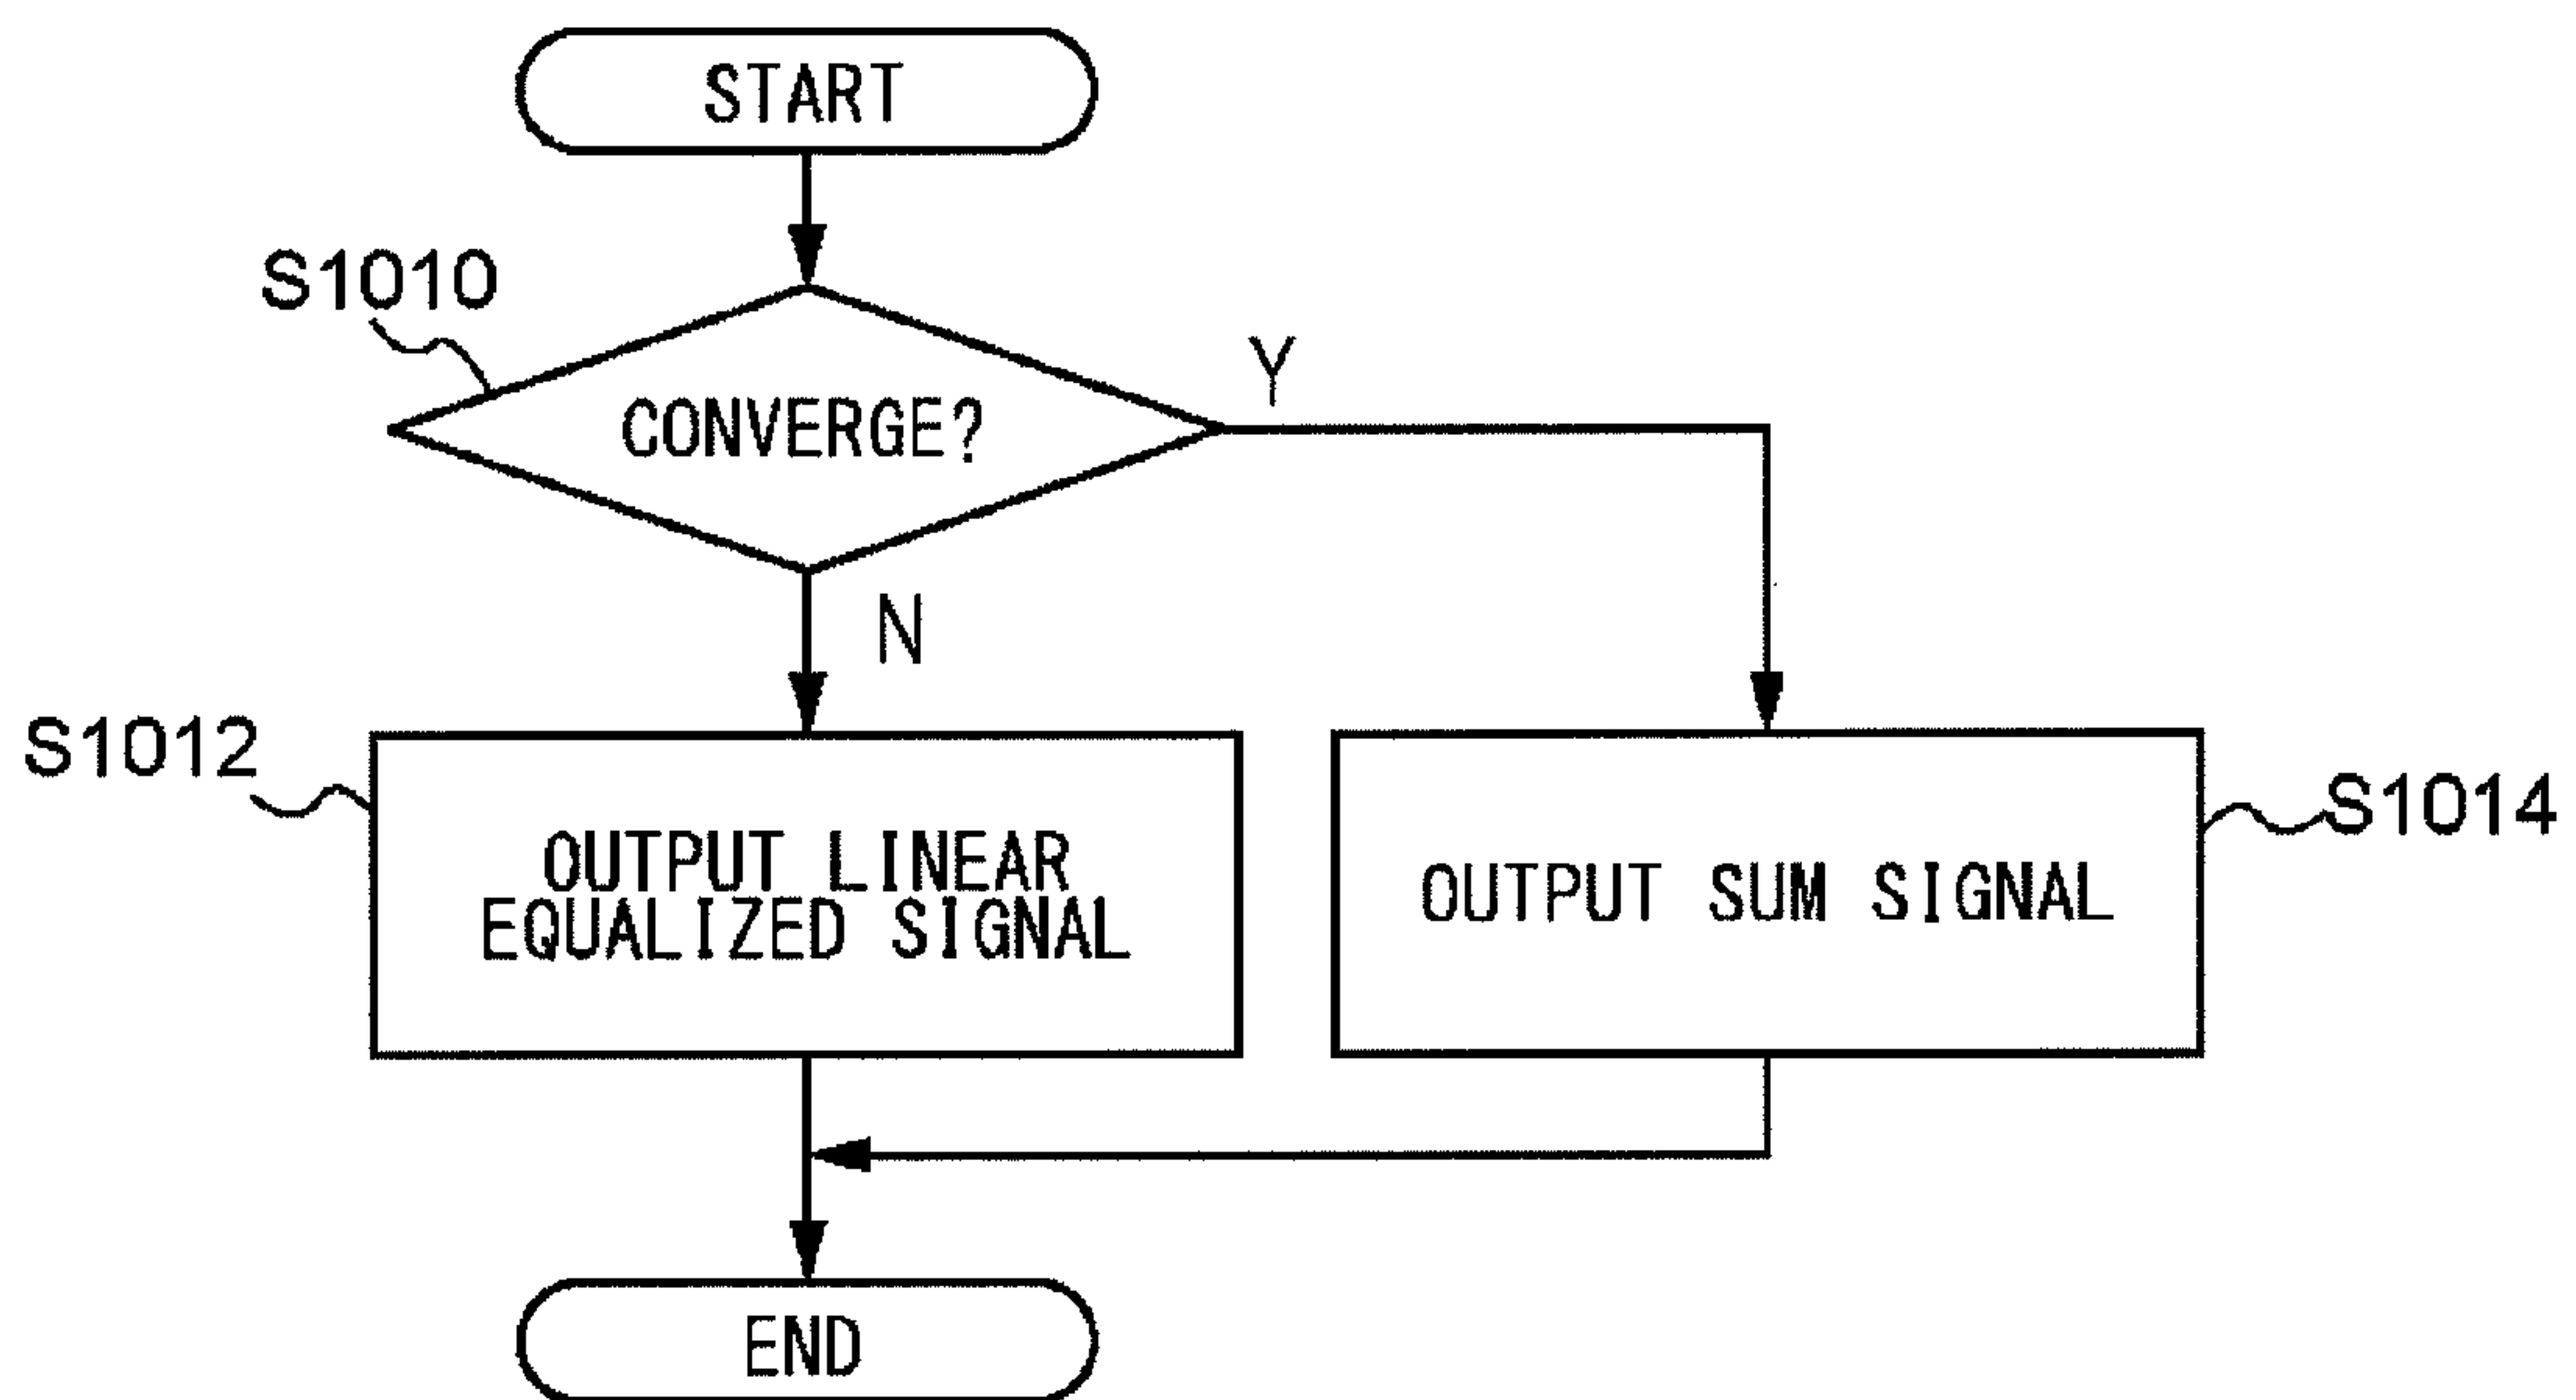 START
S1010
Y
CONVERGE?
N
S1012
S1014
OUTPUT LINEAR
EQUALIZED SIGNAL
OUTPUT SUM SIGNAL
END